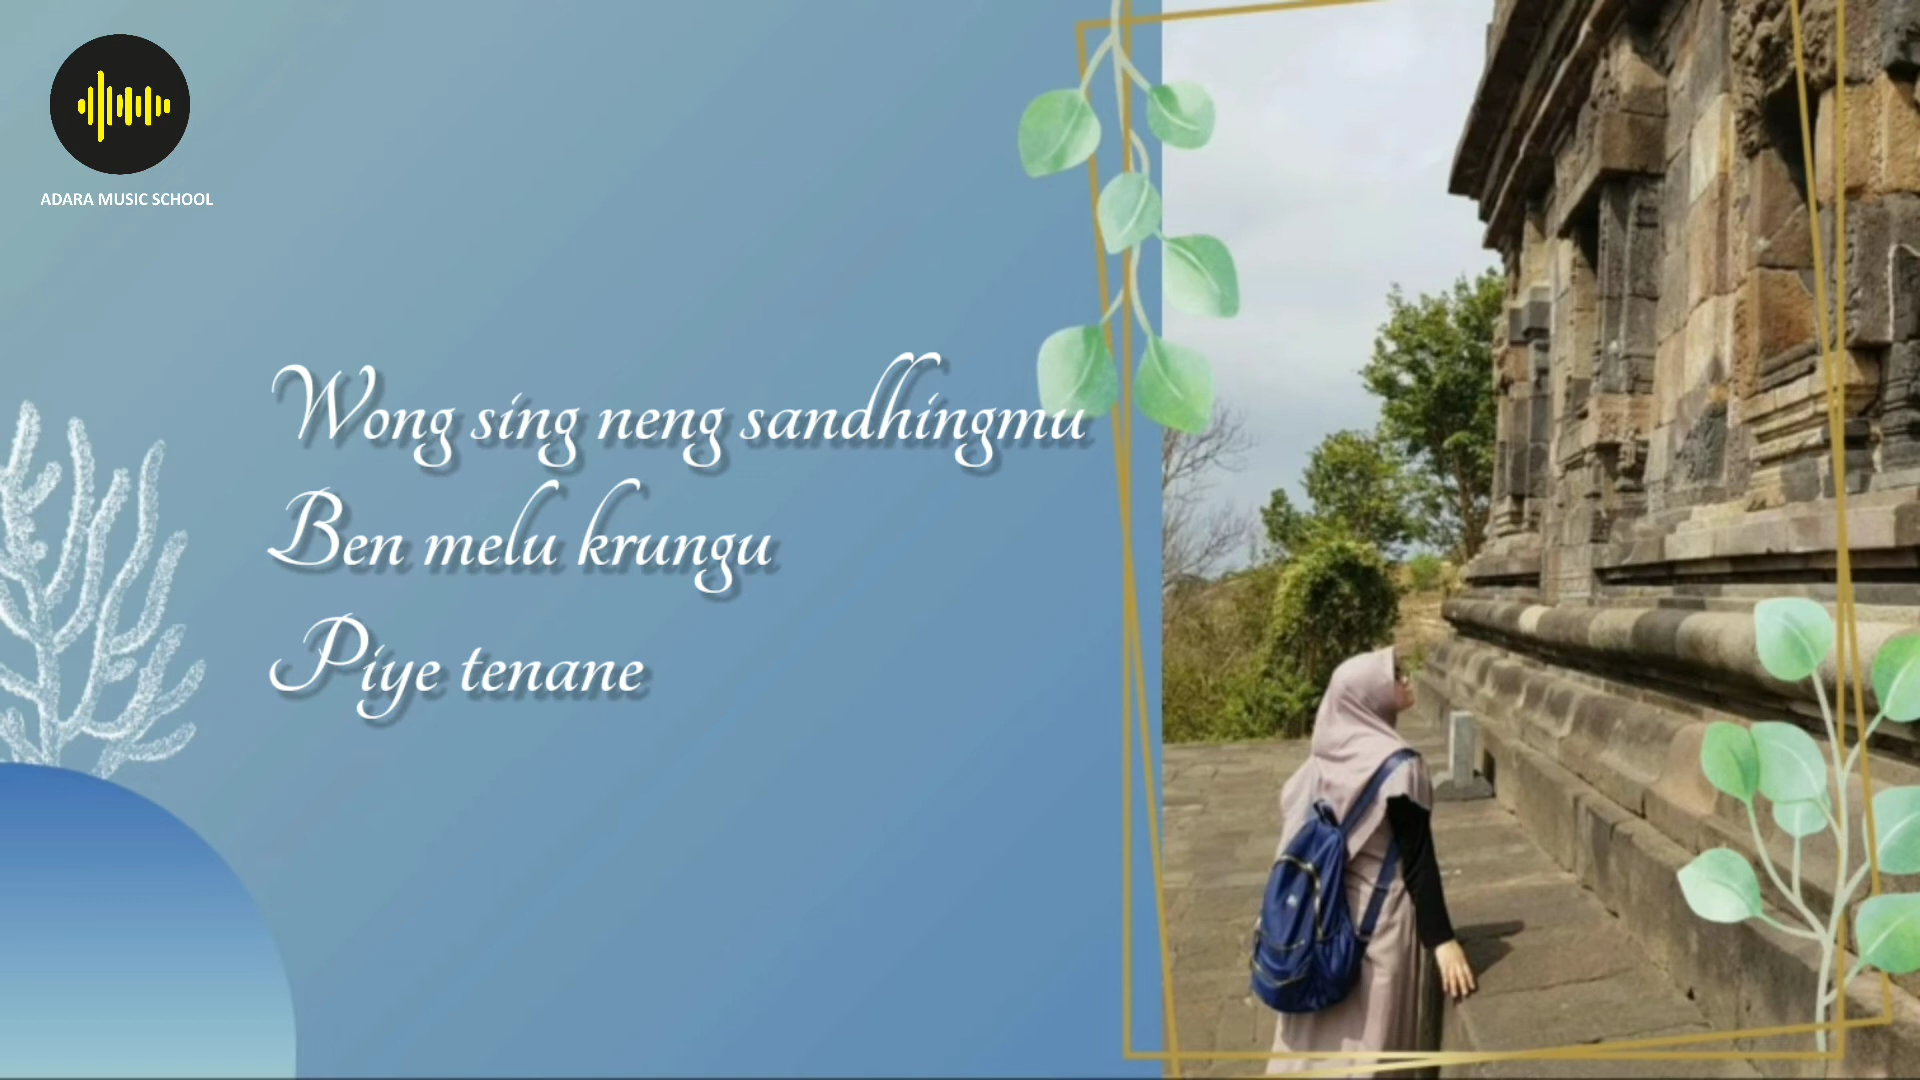 ADARA MUSIC SCHOOL
Wong sing neng sandhingmu
Ben melu krungu
Piye tenane